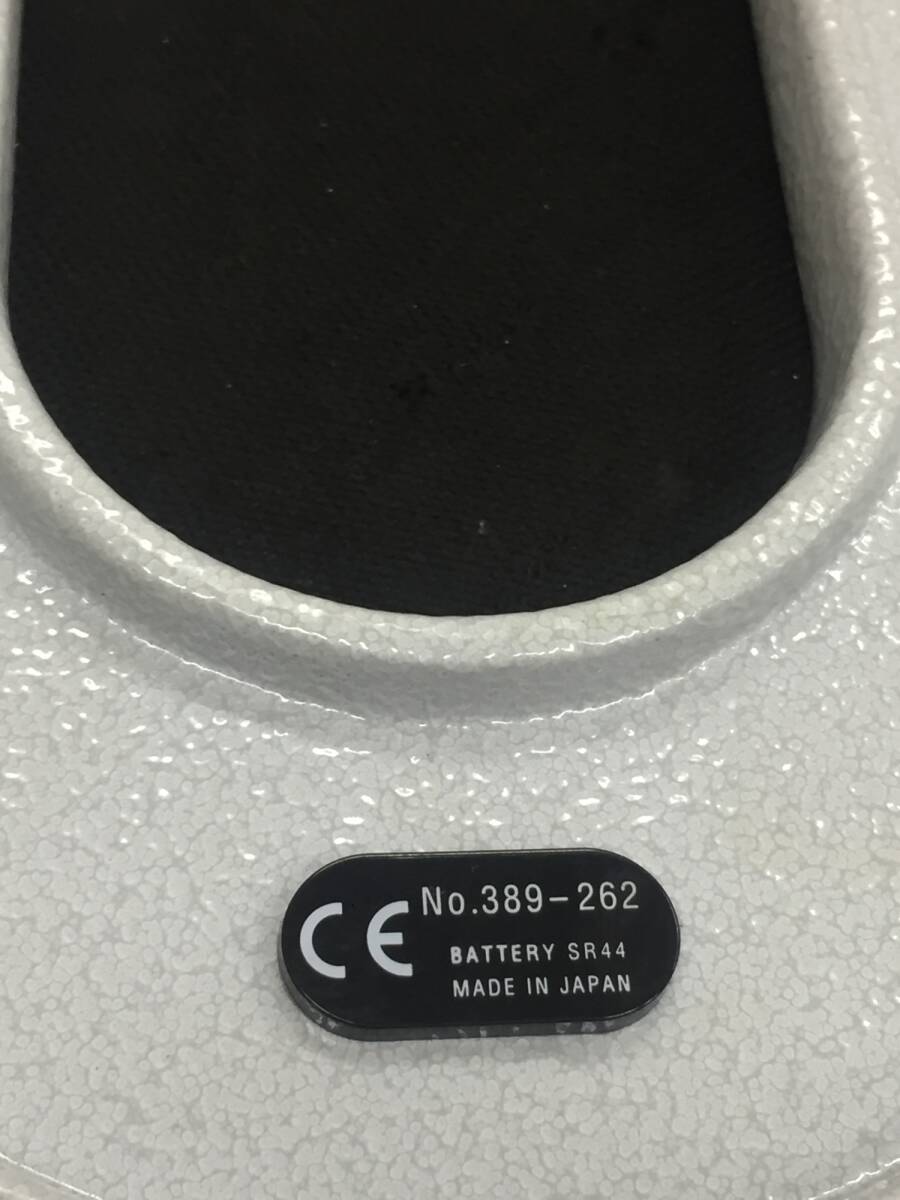 CE No.389-262
BATTERY SR44
MADE IN JAPAN